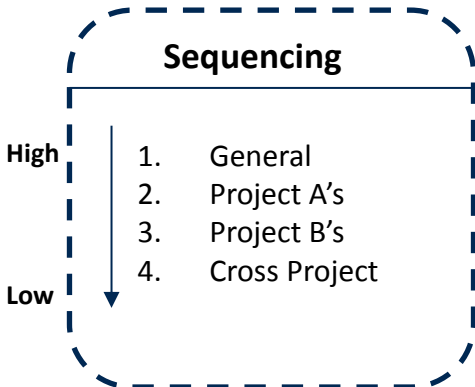 Sequencing
High
1. General
2. Project A’s
3. Project B’s
4. Cross Project
Low